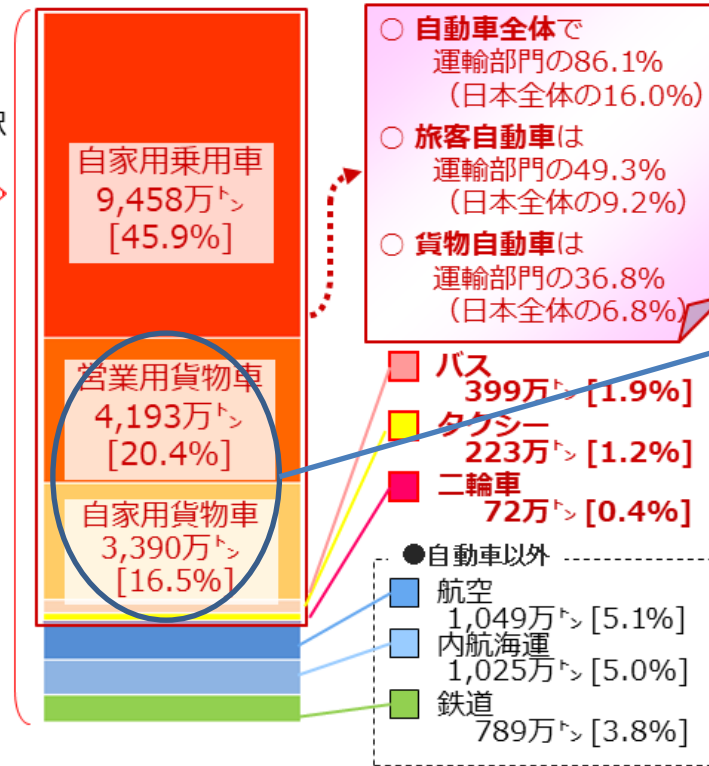 ○ 自動車全体で
運輸部門の86.1%
（日本全体の16.0%）
○ 旅客自動車は
運輸部門の49.3%
（日本全体の9.2%）
○ 貨物自動車は
運輸部門の36.8%
（日本全体の6.8%）
自家用乗用車
9,458万㌧
[45.9%]
営業用貨物車
4,193万㌧
[20.4%]
自家用貨物車
3,390万㌧
[16.5%]
バス
399万㌧ [1.9%]
タクシー
223万㌧ [1.2%]
二輪車
72万㌧ [0.4%]
●自動車以外
航空
1,049万㌧ [5.1%]
内航海運
1,025万㌧ [5.0%]
鉄道
789万㌧ [3.8%]